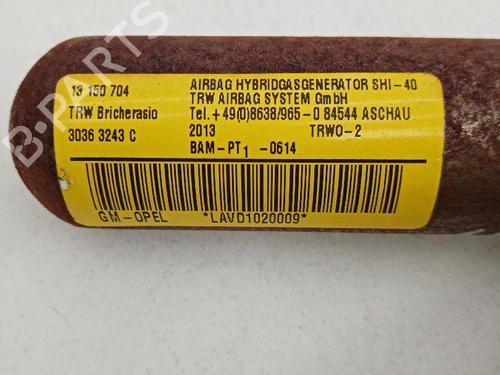 13 150 704
AIRBAG HYBRIDGASGENERATOR SHI-40
TRW Bricherasio
TRW AIRBAG SYSTEM GmbH
Tel.+49(0)8638/965-0 84544 ASCHAU
3036 3243 C
2013 TRWO-2
BAM-PT1 -0614
GM-OPEL *LAVD1020009*